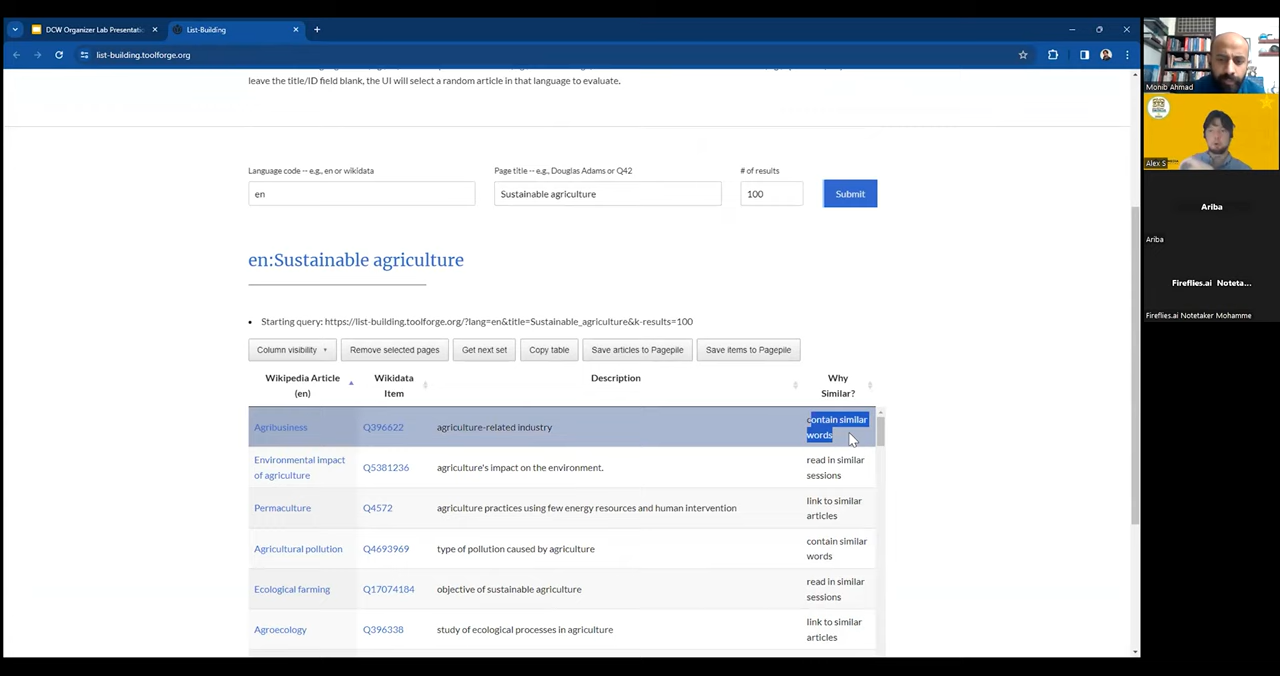 DCW Organizer Lab Presentatio
List-Building
list-building.toolforge.org
leave the title/ID field blank, the UI will select a random article in that language to evaluate.
Language code -- e.g., en or wikidata
Page title -- e.g., Douglas Adams or Q42
# of results
en
Sustainable agriculture
100
Submit
en:Sustainable agriculture
Starting query: https://list-building.toolforge.org/?lang=en&title=Sustainable_agriculture&k-results=100
Column visibility
Remove selected pages
Get next set
Copy table
Save articles to Pagepile
Save items to Pagepile
Wikipedia Article
(en)
Wikidata
Item
Description
Why
Similar?
Agribusiness
Q396622
agriculture-related industry
contain similar
words
Environmental impact
of agriculture
Q5381236
agriculture's impact on the environment.
read in similar
sessions
Permaculture
Q4572
agriculture practices using few energy resources and human intervention
link to similar
articles
Agricultural pollution
Q4693969
type of pollution caused by agriculture
contain similar
words
Ecological farming
Q17074184
objective of sustainable agriculture
read in similar
sessions
Agroecology
Q396338
study of ecological processes in agriculture
link to similar
articles
Monib Ahmad
Alex S
Ariba
Ariba
Fireflies.ai Noteta...
Fireflies.ai Notetaker Mohamme